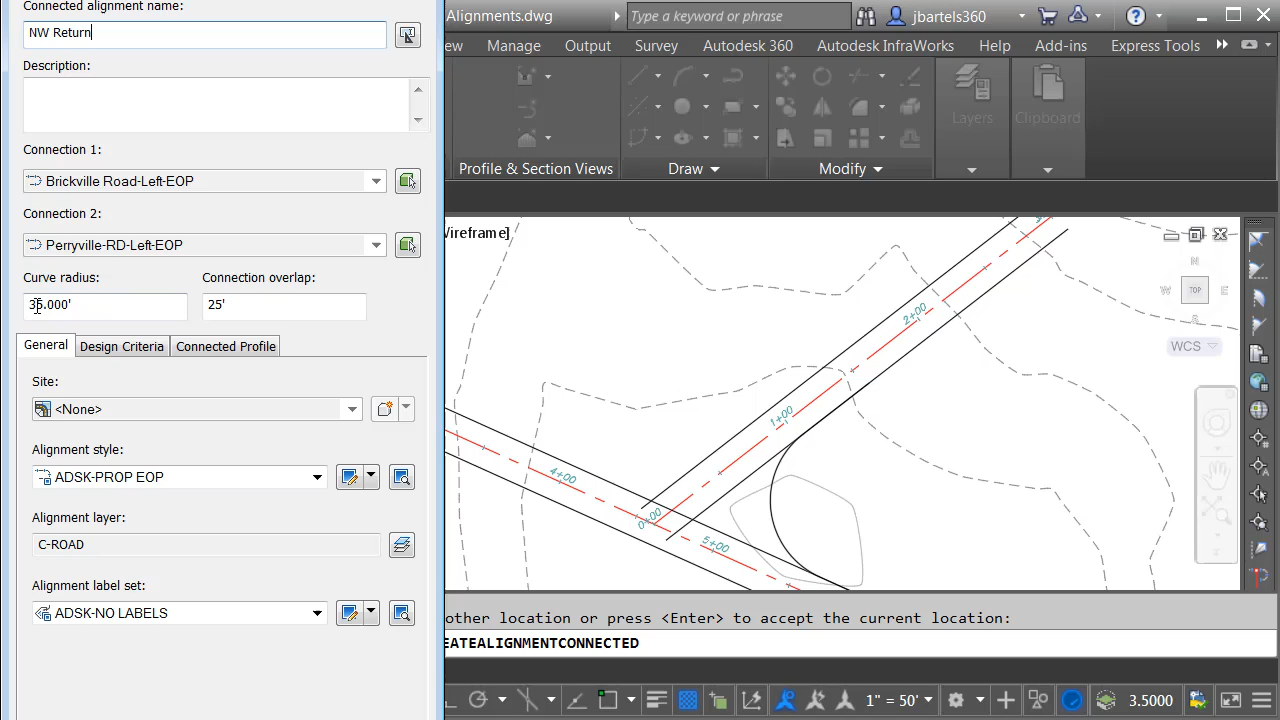 Connected alignment name:
NW Return
Description:
Connection 1:
Brickville Road-Left-EOP
Connection 2:
Perryville-RD-Left-EOP
Curve radius:
Connection overlap:
35.000'
25'
General
Design Criteria
Connected Profile
Site:
<None>
Alignment style:
ADSK-PROP EOP
Alignment layer:
C-ROAD
Alignment label set:
ADSK-NO LABELS
Alignments.dwg
Type a keyword or phrase
jbartels360
Manage
Output
Survey
Autodesk 360
Autodesk InfraWorks
Help
Add-ins
Express Tools
Layers
Clipboard
Profile & Section Views
Draw
Modify
N
W
TOP
E
S
WCS
2+00
1+00
4+00
0+00
5+00
other location or press <Enter> to accept the current location:
EATEALIGNMENTCONNECTED
1" = 50'
3.5000